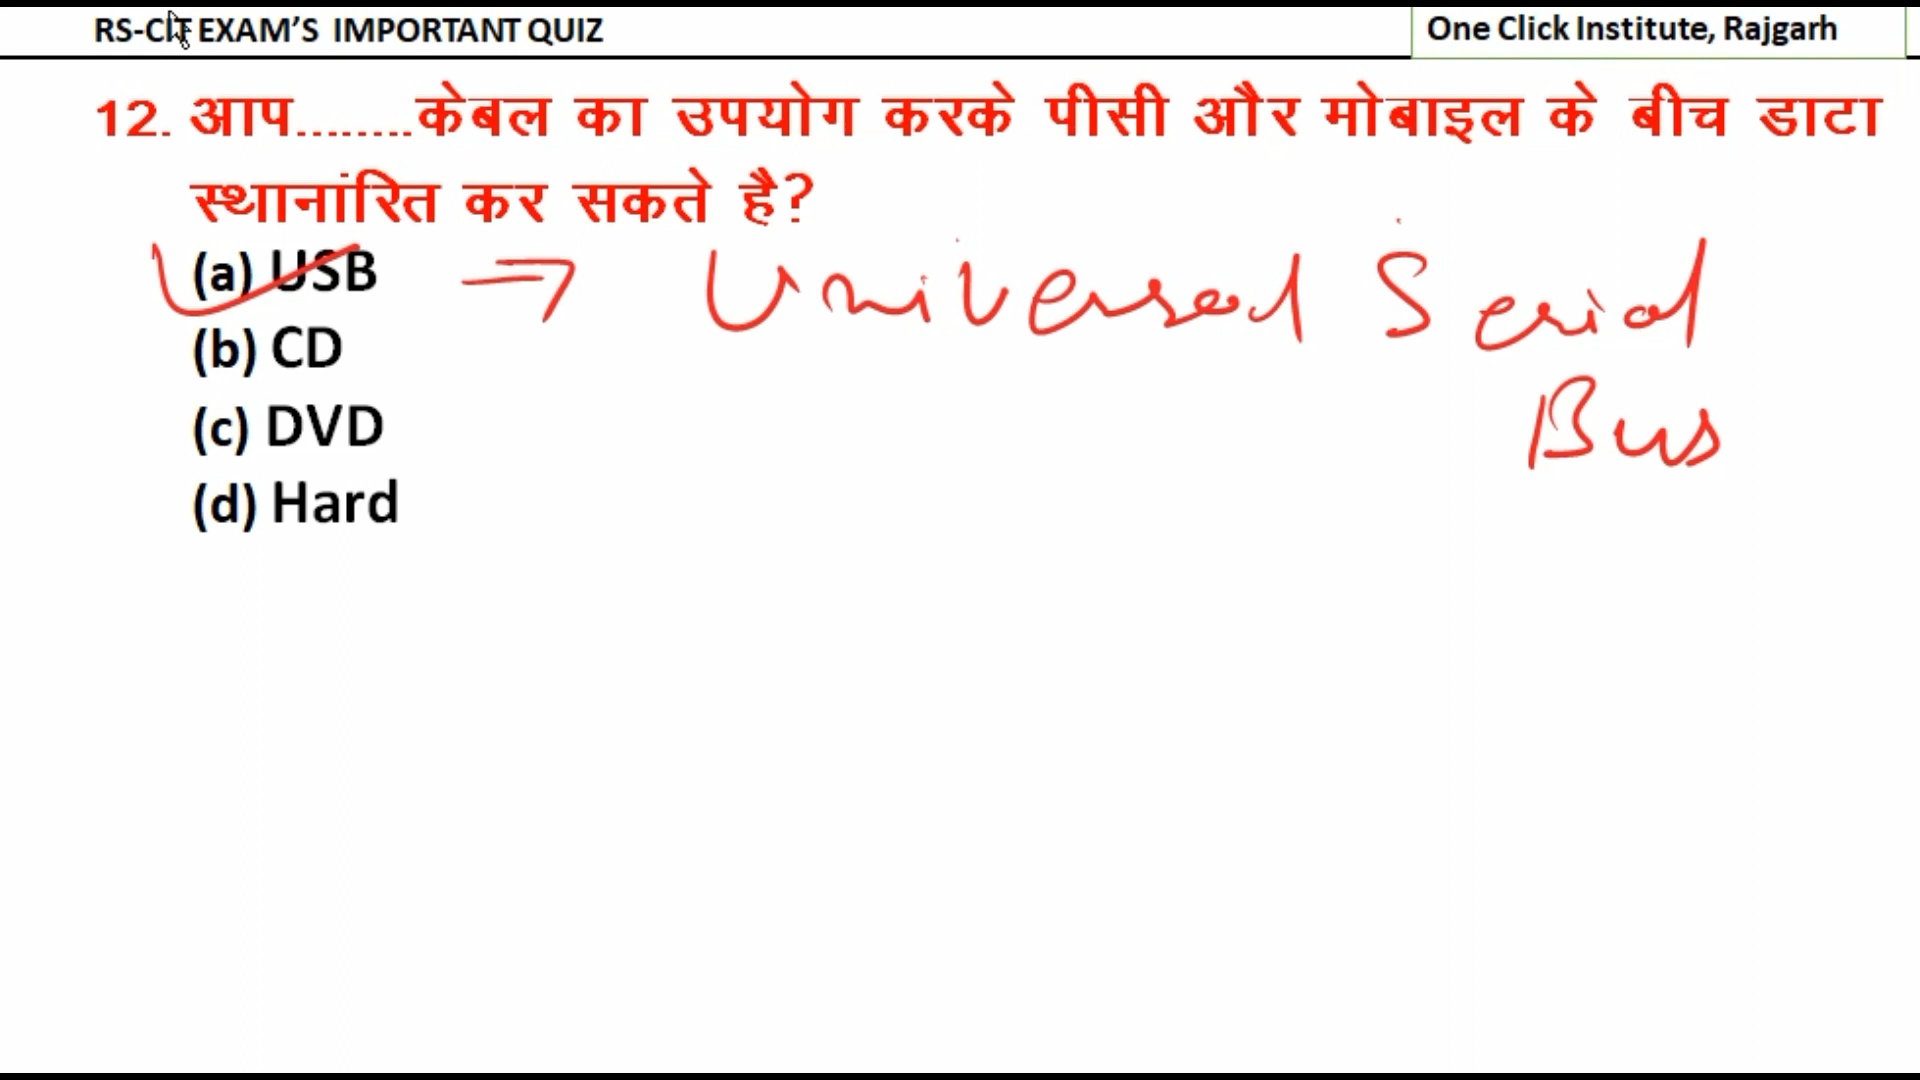 RS-CIT EXAM’S IMPORTANT QUIZ
One Click Institute, Rajgarh
12. आप........केबल का उपयोग करके पीसी और मोबाइल के बीच डाटा
स्थानांरित कर सकते है?
(a) USB ⇒ Universal Serial
(b) CD
Bus
(c) DVD
(d) Hard